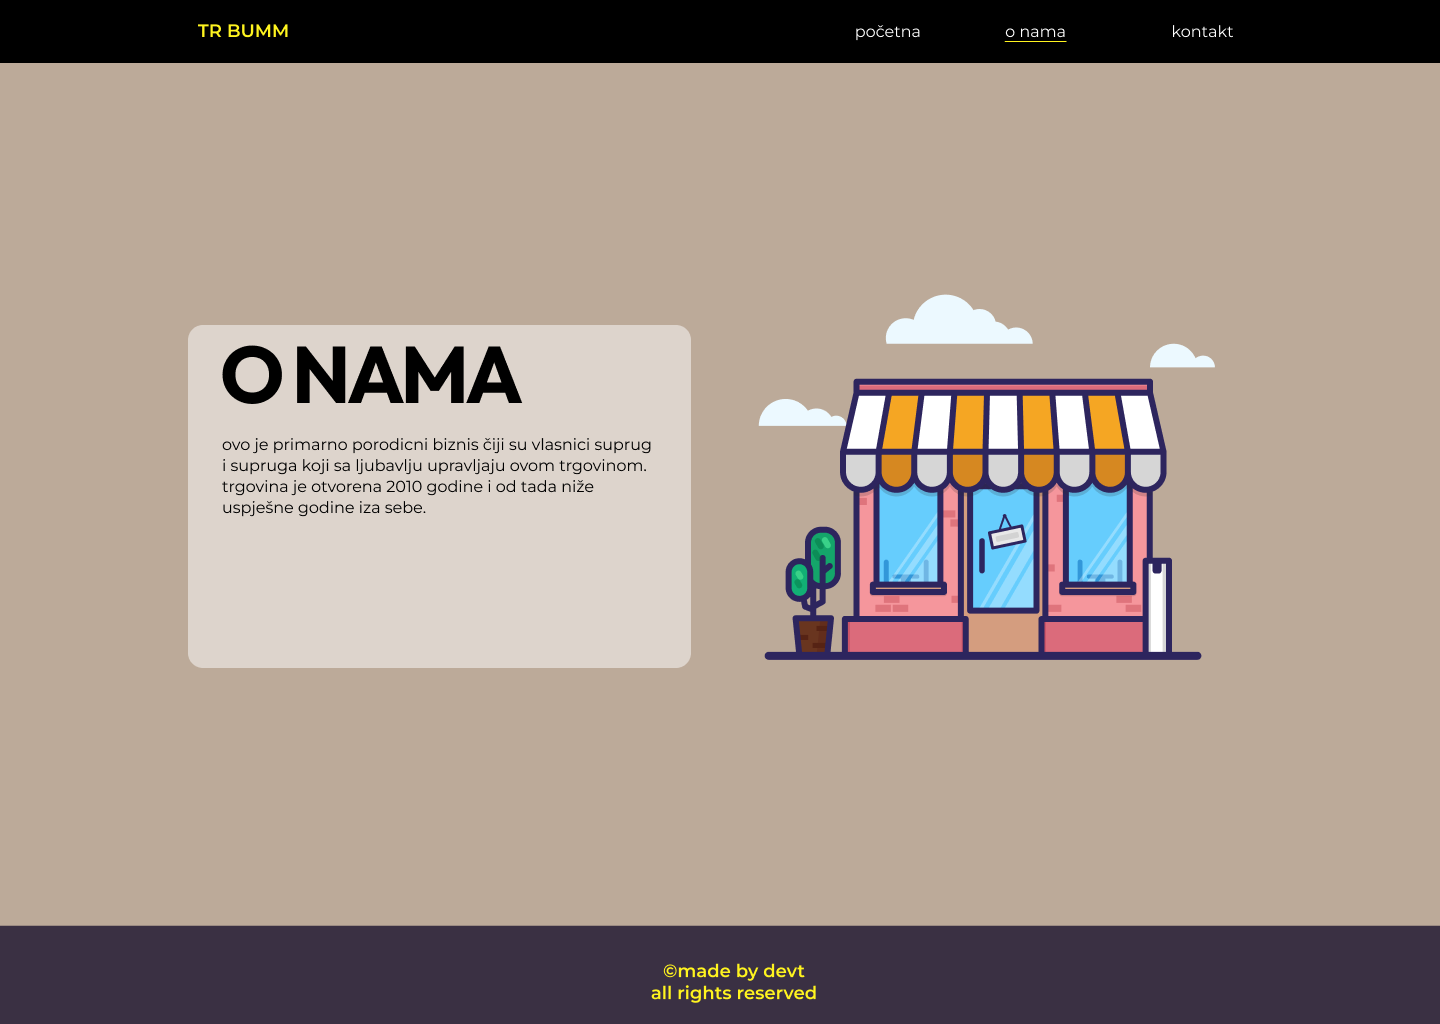 TR BUMM
početna
o nama
kontakt
O NAMA
ovo je primarno porodicni biznis čiji su vlasnici suprug
i supruga koji sa ljubavlju upravljaju ovom trgovinom.
trgovina je otvorena 2010 godine i od tada niže
uspješne godine iza sebe.
©made by devt
all rights reserved